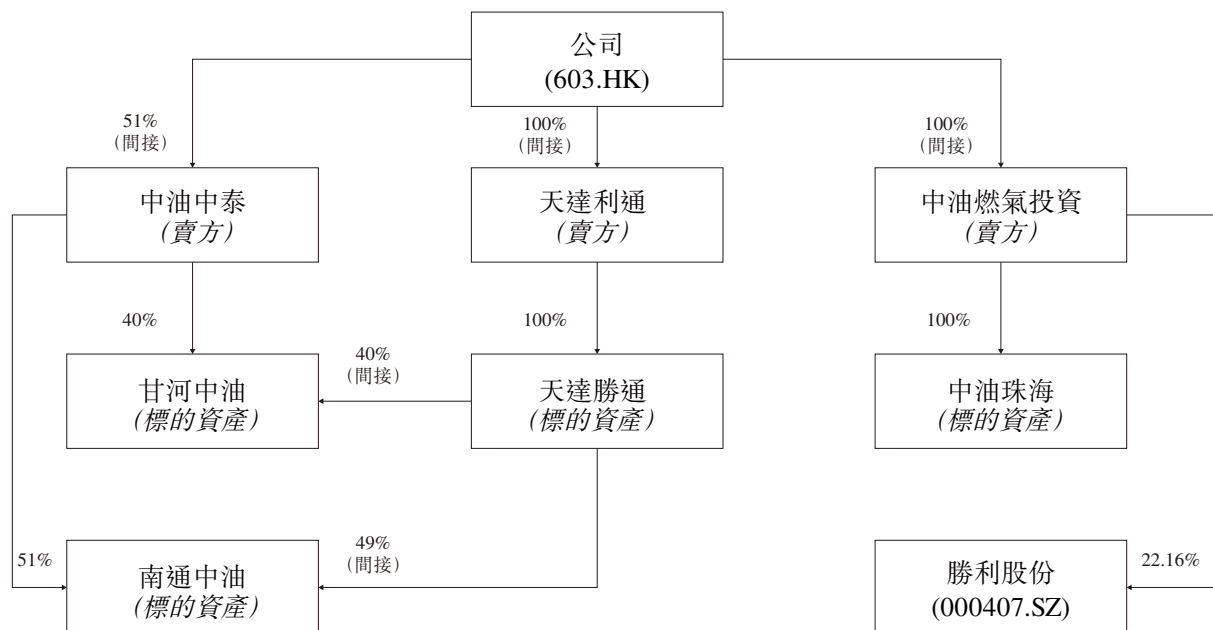 公司
(603.HK)
51%
(間接)
100%
(間接)
100%
(間接)
中油中泰
(賣方)
天達利通
(賣方)
中油燃氣投資
(賣方)
40%
100%
100%
40%
(間接)
甘河中油
(標的資產)
天達勝通
(標的資產)
中油珠海
(標的資產)
51%
南通中油
(標的資產)
49%
(間接)
勝利股份
(000407.SZ)
22.16%